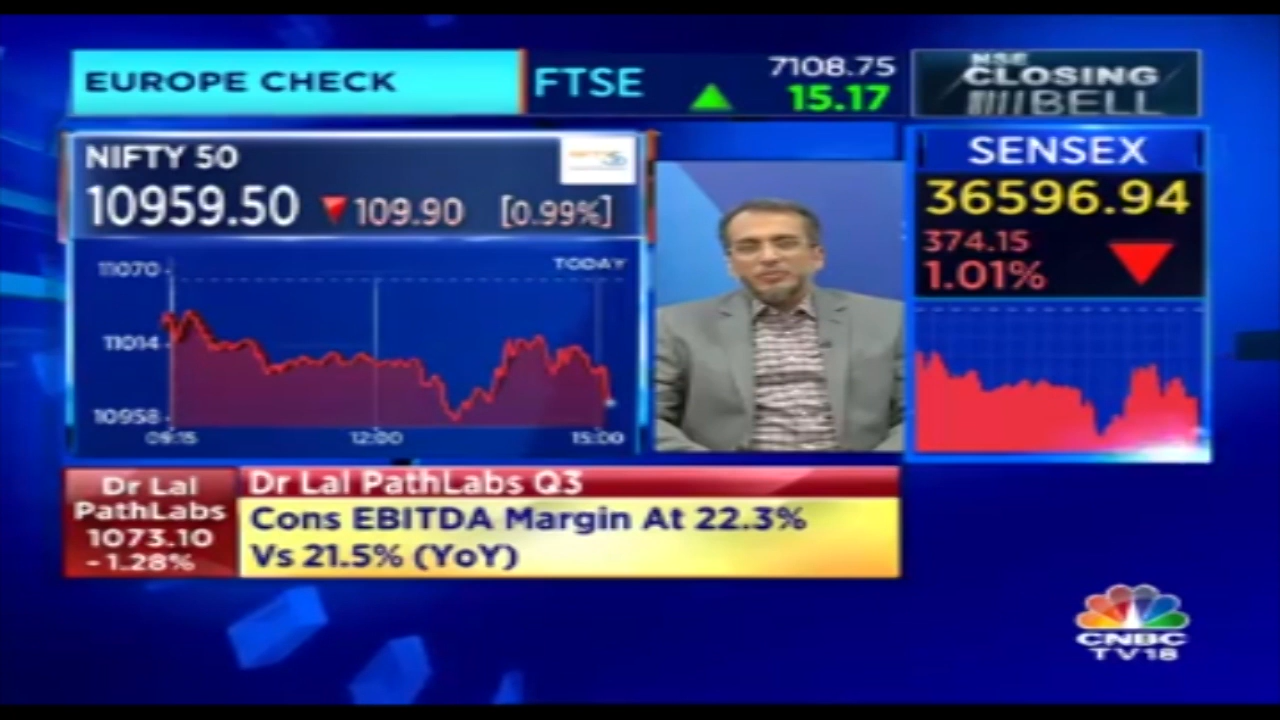 EUROPE CHECK
FTSE
7108.75
15.17
NSE
CLOSING
BELL
NIFTY 50
10959.50 109.90 [0.99%]
TODAY
11070
11014
10958
09:15 12:00 15:00
SENSEX
36596.94
374.15
1.01%
Dr Lal
PathLabs
1073.10
-1.28%
Dr Lal PathLabs Q3
Cons EBITDA Margin At 22.3%
Vs 21.5% (YoY)
CNBC
TV18